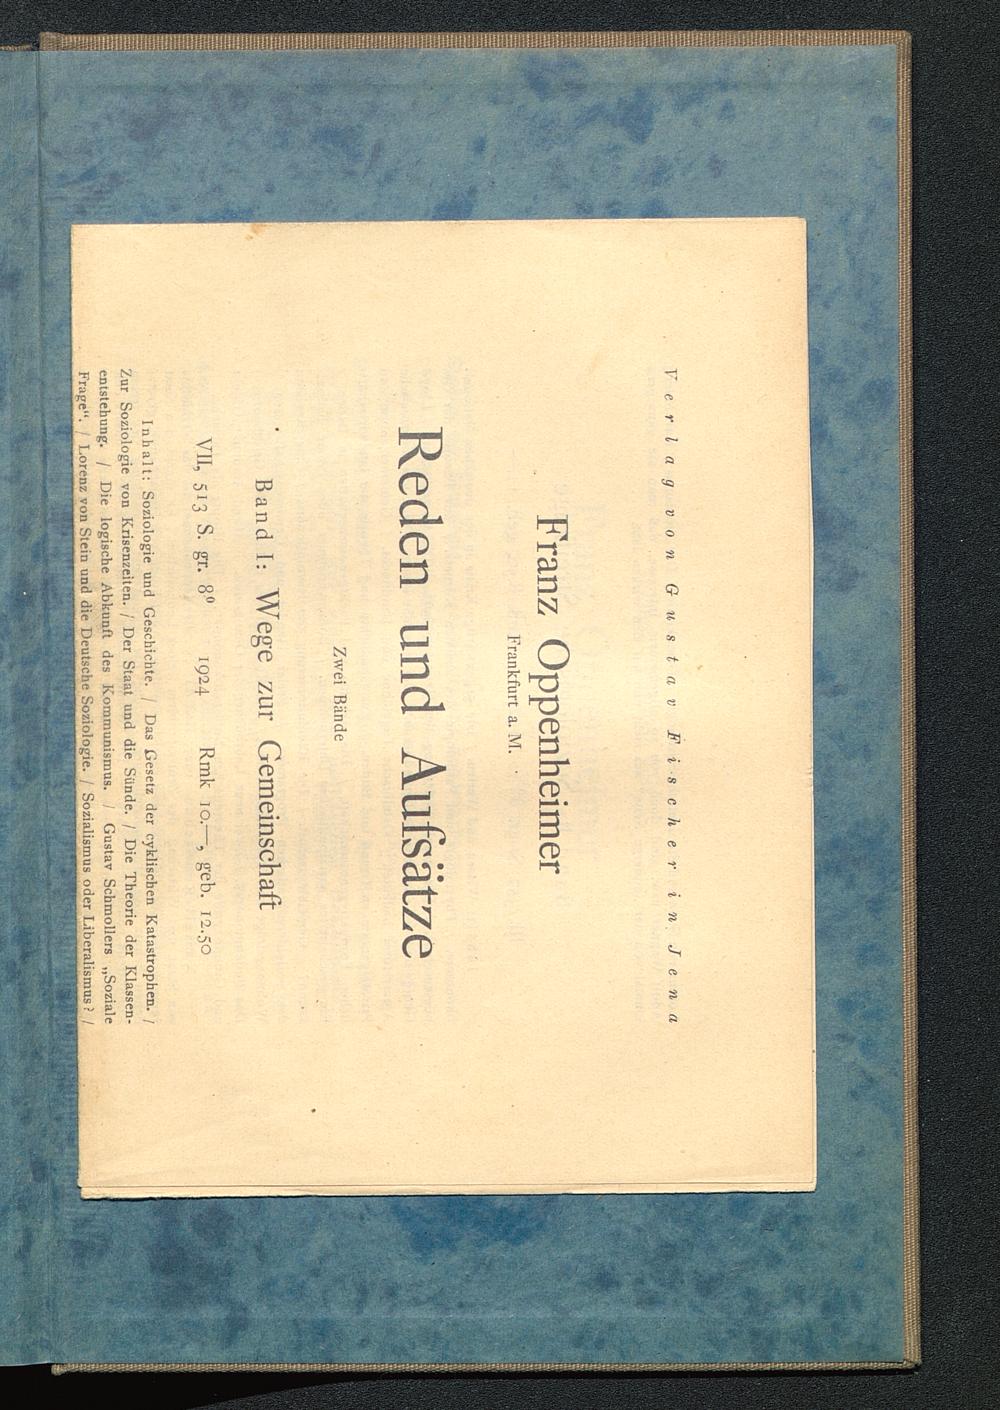 Verlag von Gustav Fischer in Jena
Franz Oppenheimer
Frankfurt a. M.
Reden und Aufsätze
Zwei Bände
Band I: Wege zur Gemeinschaft
VII, 513 S. gr. 8º 1924 Rmk 10.—, geb. 12.50
Inhalt: Soziologie und Geschichte. / Das Gesetz der cyklischen Katastrophen. /
Zur Soziologie von Krisenzeiten. / Der Staat und die Sünde. / Die Theorie der Klassen-
entstehung. / Die logische Abkunft des Kommunismus. / Gustav Schmollers „Soziale
Frage“. / Lorenz von Stein und die Deutsche Soziologie. / Sozialismus oder Liberalismus? /